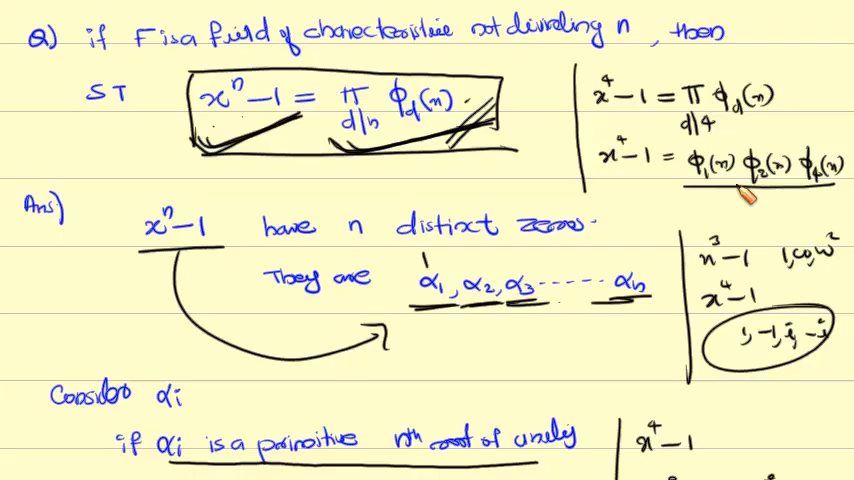 Q) if F is a field of characteristic not dividing n, then
ST x^n - 1 = π ϕ_d(x).
d|n
x^4 - 1 = π ϕ_d(x)
d|4
x^4 - 1 = ϕ_1(x) ϕ_2(x) ϕ_4(x)
Ans) x^n - 1 have n distinct zeros.
They are α_1, α_2, α_3 ...... α_n
x^3 - 1 1, ω, ω^2
x^4 - 1
1, -1, i, -i
Consider α_i
if α_i is a primitive nth root of unity
x^4 - 1